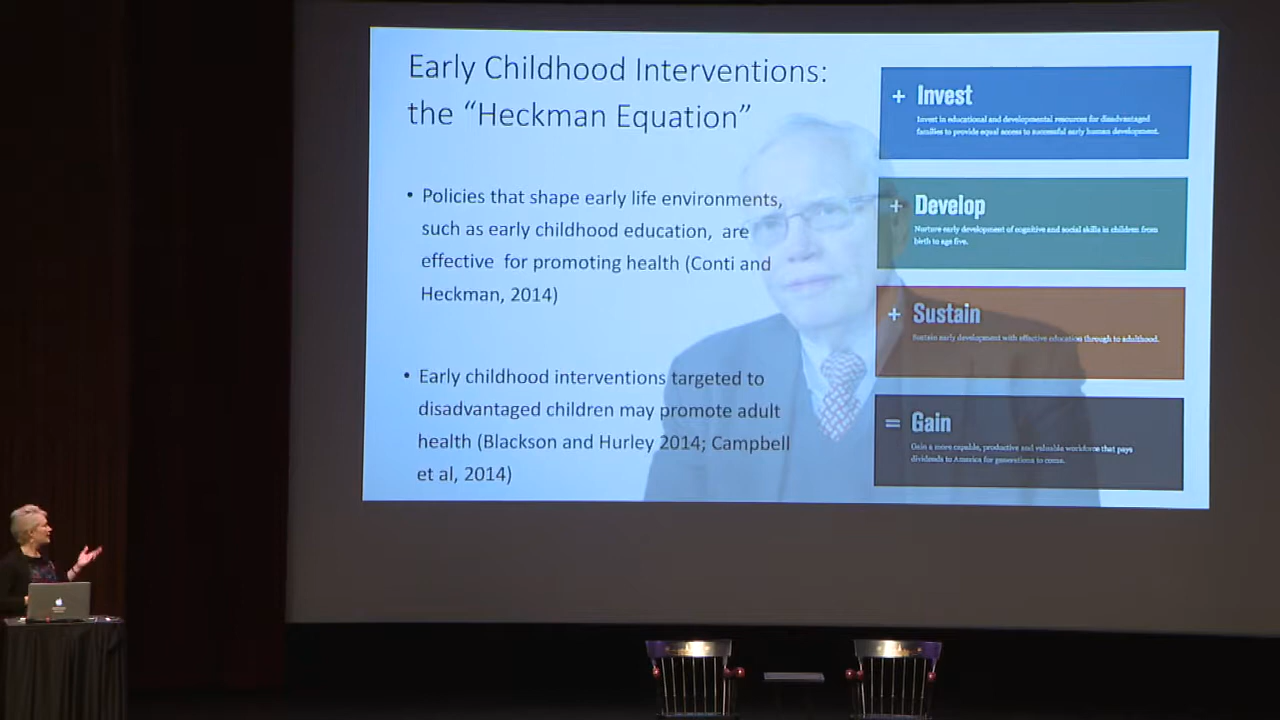 Early Childhood Interventions:
the “Heckman Equation”
• Policies that shape early life environments,
such as early childhood education, are
effective for promoting health (Conti and
Heckman, 2014)
• Early childhood interventions targeted to
disadvantaged children may promote adult
health (Blackson and Hurley 2014; Campbell
et al, 2014)
+ Invest
Invest in educational and developmental resources for disadvantaged
families to provide equal access to successful early human development.
+ Develop
Nurture early development of cognitive and social skills in children from
birth to age five.
+ Sustain
Sustain early development with effective education through to adulthood.
= Gain
Gain a more capable, productive and valuable workforce that pays
dividends to America for generations to come.